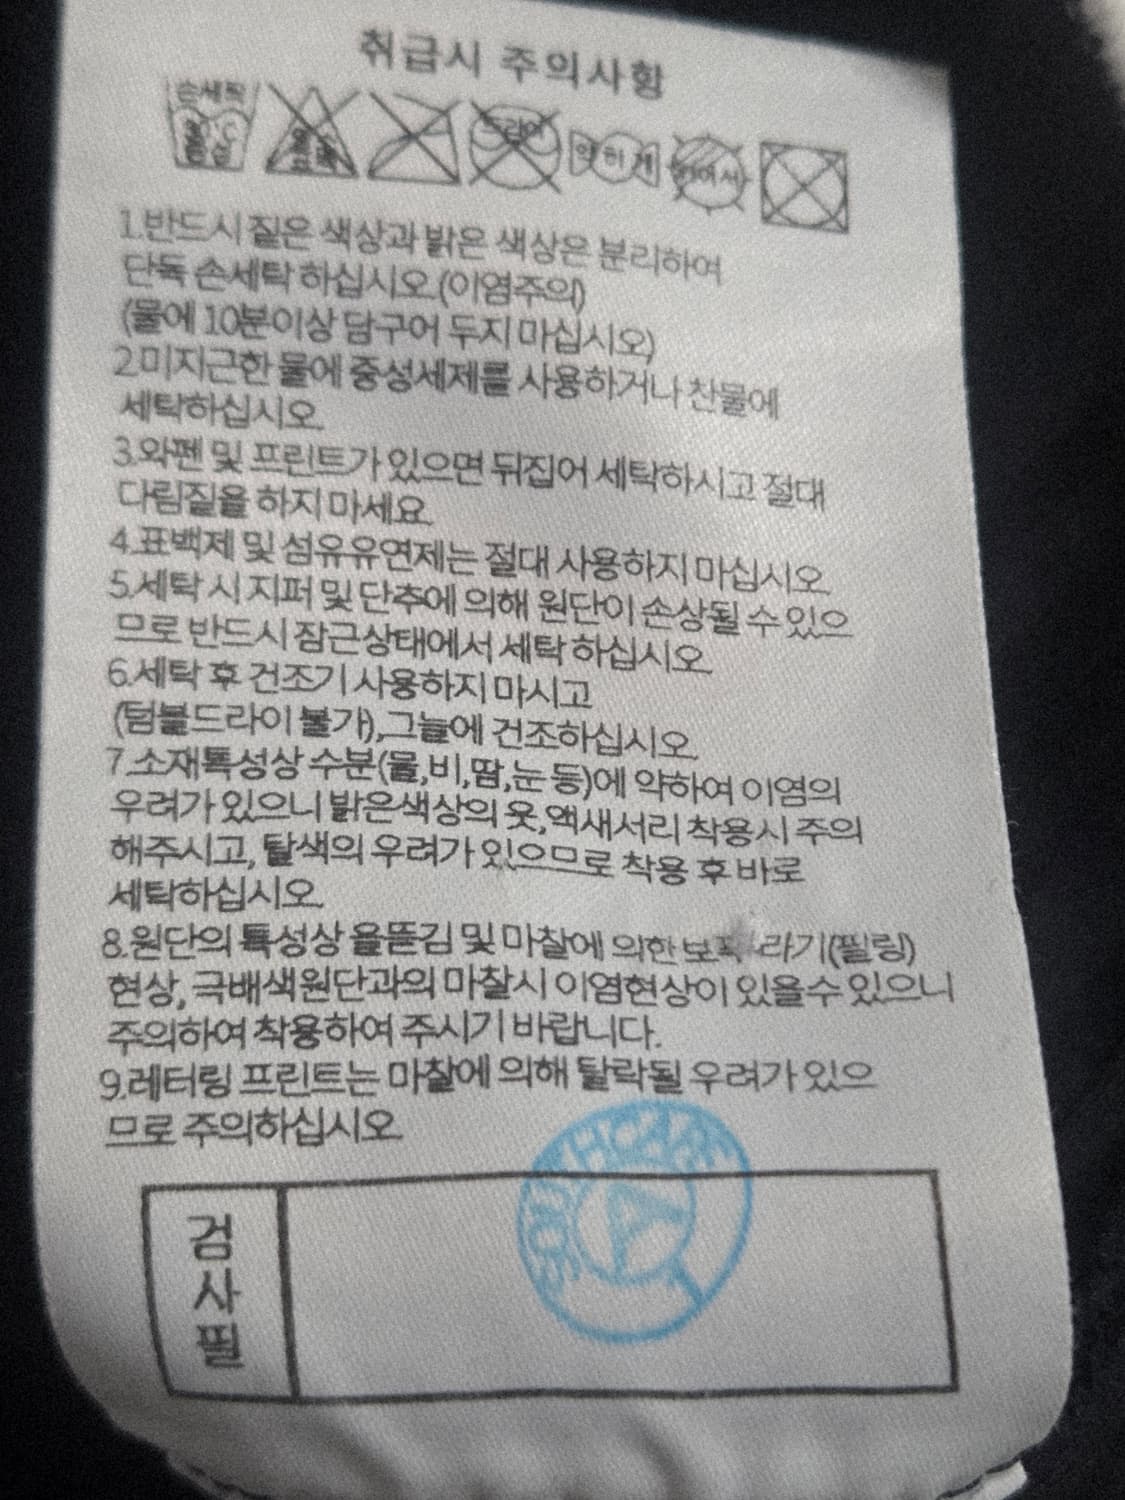 취급시 주의사항
손세탁
30°C
중성
염소
표백
드라이
약하게
뉘어서
1.반드시 짙은 색상과 밝은 색상은 분리하여
단독 손세탁 하십시오.(이염주의)
(물에 10분이상 담구어 두지 마십시오)
2.미지근한 물에 중성세제를 사용하거나 찬물에
세탁하십시오.
3.와펜 및 프린트가 있으면 뒤집어 세탁하시고 절대
다림질을 하지 마세요.
4.표백제 및 섬유유연제는 절대 사용하지 마십시오.
5.세탁 시 지퍼 및 단추에 의해 원단이 손상될 수 있으
므로 반드시 잠근상태에서 세탁 하십시오.
6.세탁 후 건조기 사용하지 마시고
(텀블드라이 불가),그늘에 건조하십시오.
7.소재특성상 수분(물,비,땀,눈 등)에 약하여 이염의
우려가 있으니 밝은색상의 옷,액새서리 착용시 주의
해주시고, 탈색의 우려가 있으므로 착용 후 바로
세탁하십시오.
8.원단의 특성상 올뜯김 및 마찰에 의한 라기(필링)
현상, 극배색원단과의 마찰시 이염현상이 있을수 있으니
주의하여 착용하여 주시기 바랍니다.
9.레터링 프린트는 마찰에 의해 탈락될 우려가 있으
므로 주의하십시오.
SOUTHCAPE
검사필